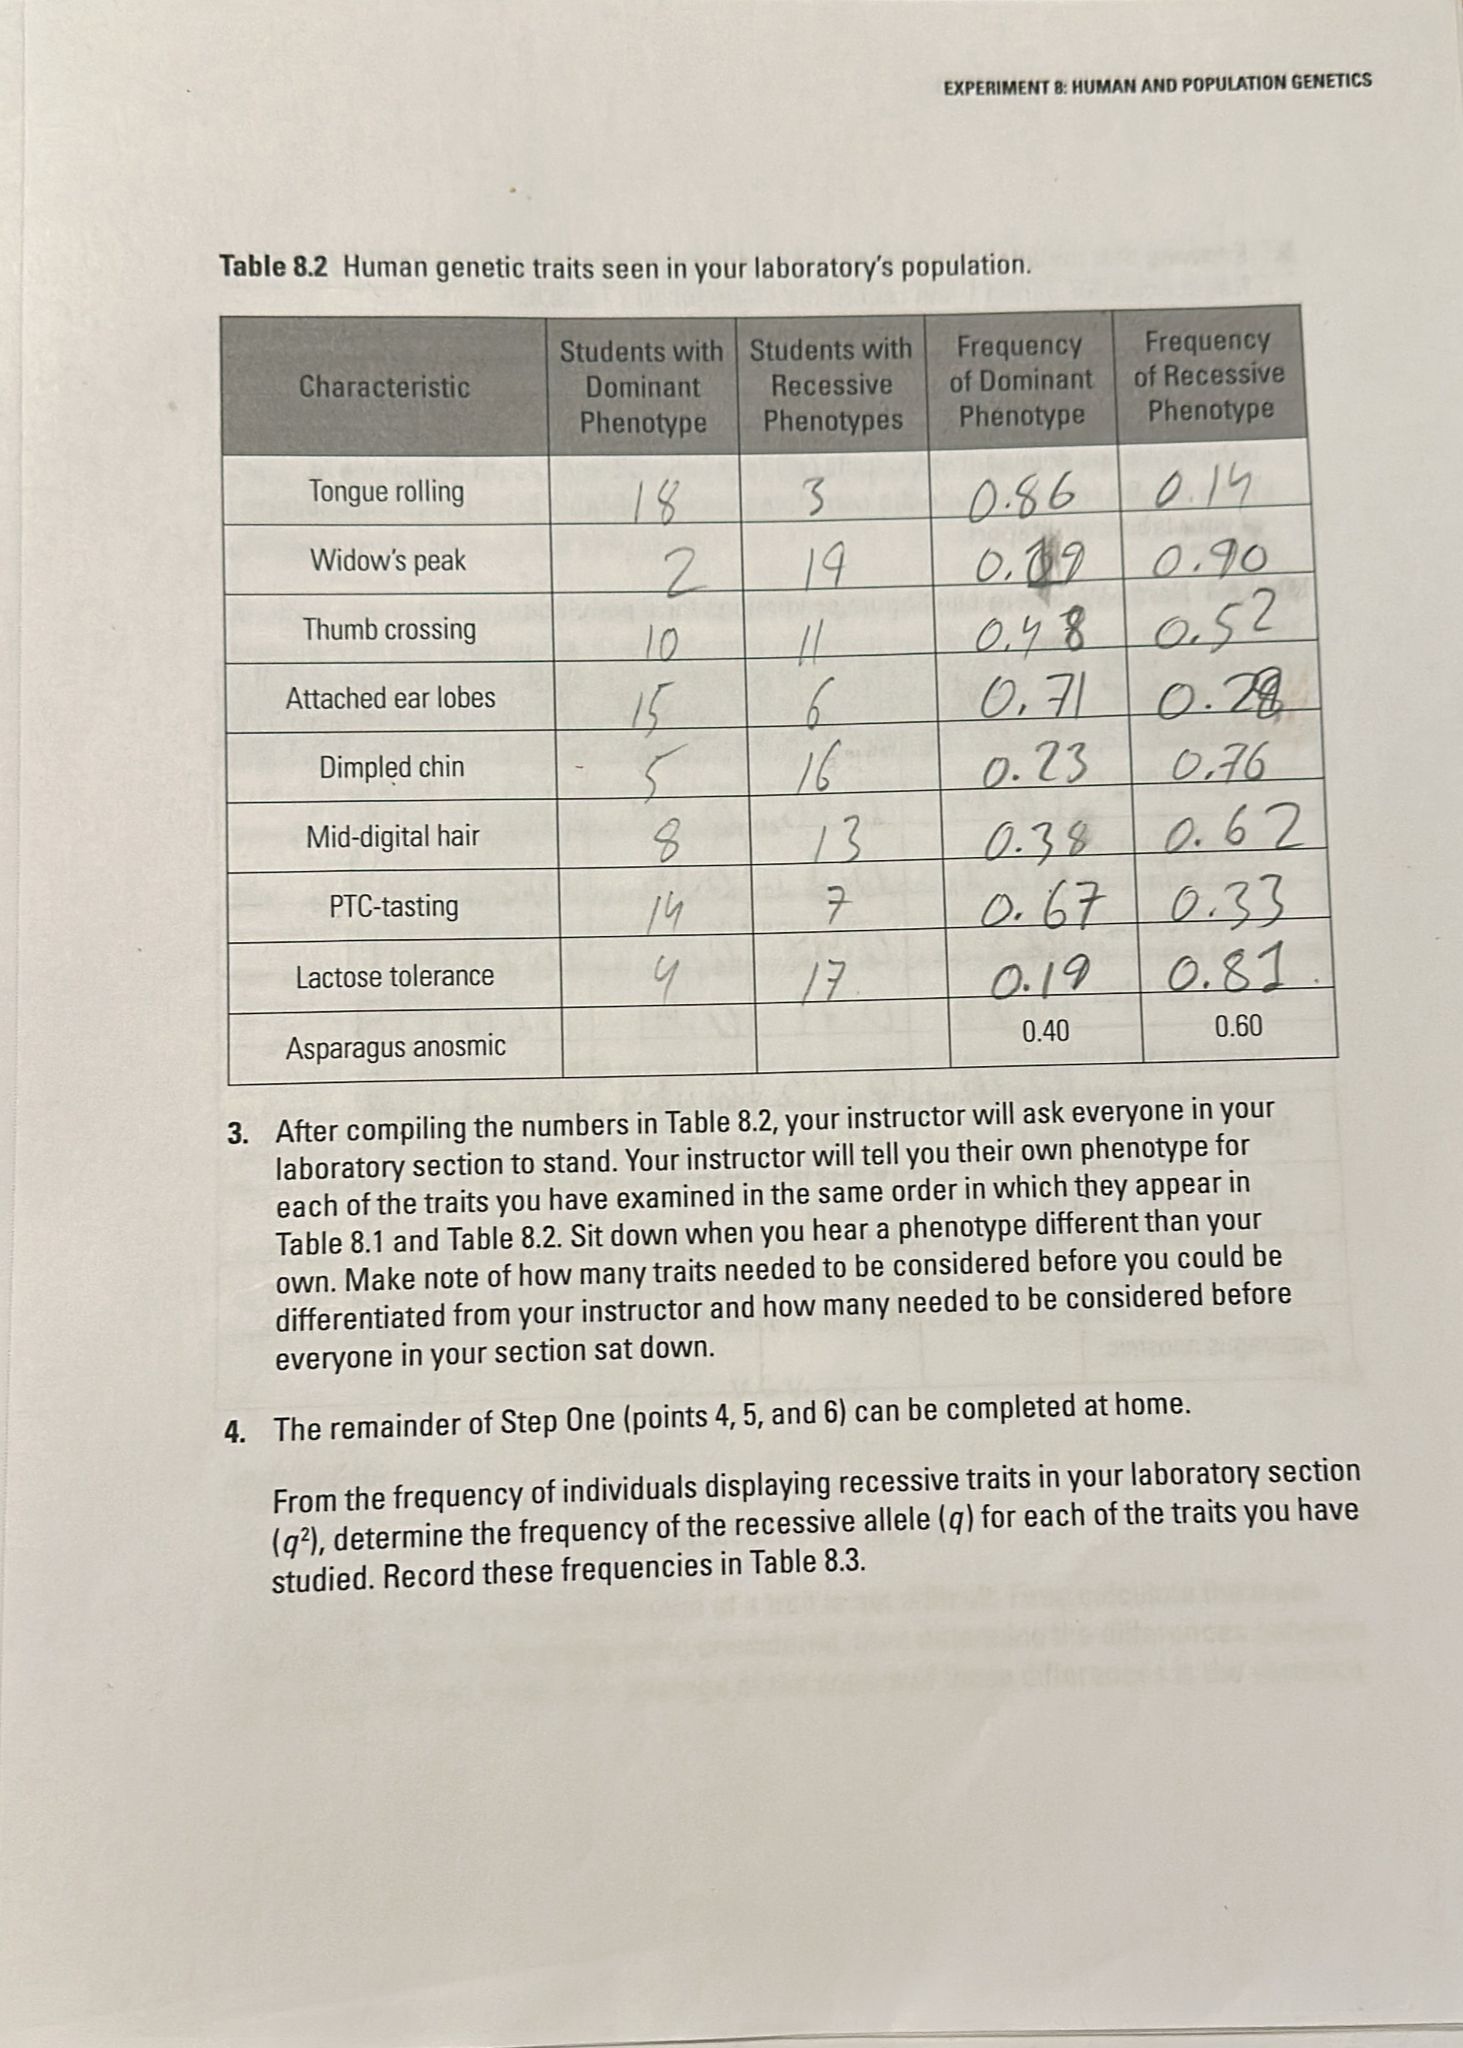 EXPERIMENT 8: HUMAN AND POPULATION GENETICS
Table 8.2 Human genetic traits seen in your laboratory's population.
Characteristic | Students with Dominant Phenotype | Students with Recessive Phenotypes | Frequency of Dominant Phenotype | Frequency of Recessive Phenotype
Tongue rolling 18 3 0.86 0.14
Widow's peak 2 19 0.90
Thumb crossing 10 11 0.48 0.52
Attached ear lobes 15 6 0.71 0.28
Dimpled chin 5 16 0.23 0.76
Mid-digital hair 8 13 0.38 0.62
PTC-tasting 14 7 0.67 0.33
Lactose tolerance 4 17 0.19 0.81
Asparagus anosmic 0.40 0.60
3. After compiling the numbers in Table 8.2, your instructor will ask everyone in your
laboratory section to stand. Your instructor will tell you their own phenotype for
each of the traits you have examined in the same order in which they appear in
Table 8.1 and Table 8.2. Sit down when you hear a phenotype different than your
own. Make note of how many traits needed to be considered before you could be
differentiated from your instructor and how many needed to be considered before
everyone in your section sat down.
4. The remainder of Step One (points 4, 5, and 6) can be completed at home.
From the frequency of individuals displaying recessive traits in your laboratory section
(q²), determine the frequency of the recessive allele (q) for each of the traits you have
studied. Record these frequencies in Table 8.3.